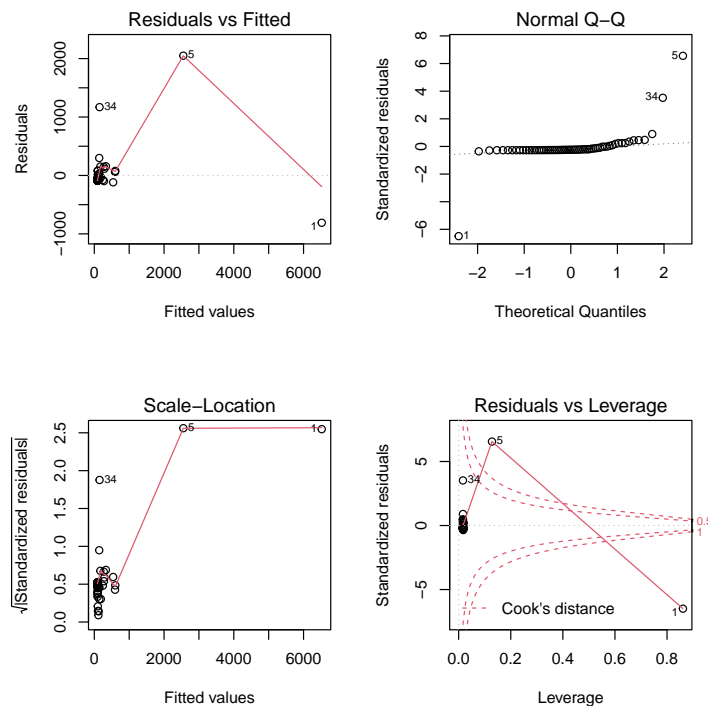 Residuals vs Fitted
Residuals
−1000 0 1000 2000
5
34
1
0 2000 4000 6000
Fitted values
Normal Q−Q
Standardized residuals
−6 −2 0 2 4 6 8
5
34
1
−2 −1 0 1 2
Theoretical Quantiles
Scale−Location
√|Standardized residuals|
0.0 0.5 1.0 1.5 2.0 2.5
5
1
34
0 2000 4000 6000
Fitted values
Residuals vs Leverage
Standardized residuals
−5 0 5
5
34
0.5
1
1
Cook's distance
0.0 0.2 0.4 0.6 0.8
Leverage